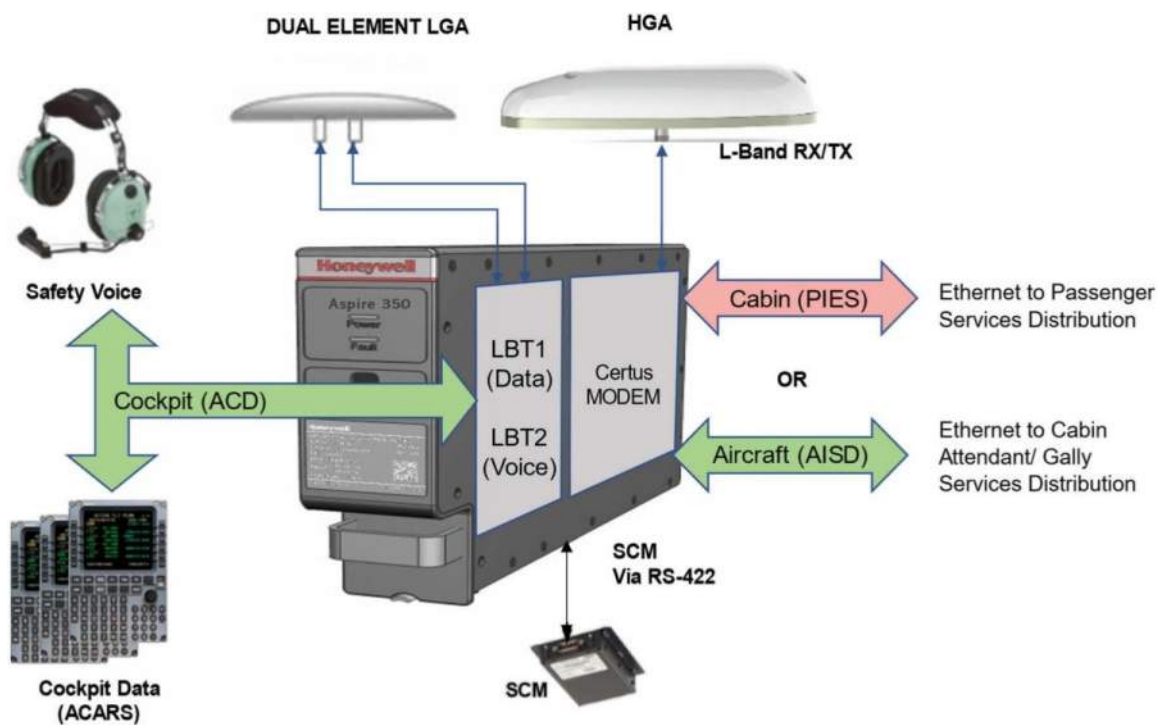 DUAL ELEMENT LGA
HGA
L-Band RX/TX
Safety Voice
Honeywell
Aspire 350
Power
Fault
LBT1
(Data)
LBT2
(Voice)
Certus
MODEM
Cockpit (ACD)
Honeywell
Cabin (PIES)
Ethernet to Passenger
Services Distribution
OR
Aircraft (AISD)
Ethernet to Cabin
Attendant/ Gally
Services Distribution
SCM
Via RS-422
SCM
Cockpit Data
(ACARS)